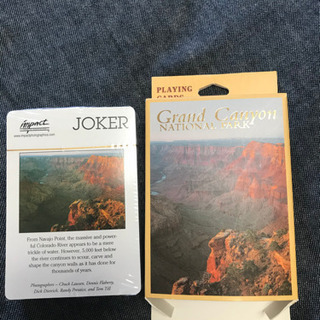 PLAYING
CARDS
Grand Canyon
NATIONAL PARK
impact
JOKER
www.impactphotographics.com
From Navajo Point, the massive and power-
ful Colorado River appears to be a mere
trickle of water. However, 5,000 feet below
the river continues to scour, carve and
shape the canyon walls as it has done for
thousands of years.
Photographers – Chuck Lawsen, Dennis Flaherty,
Dick Dietrich, Randy Prentice, and Tom Till